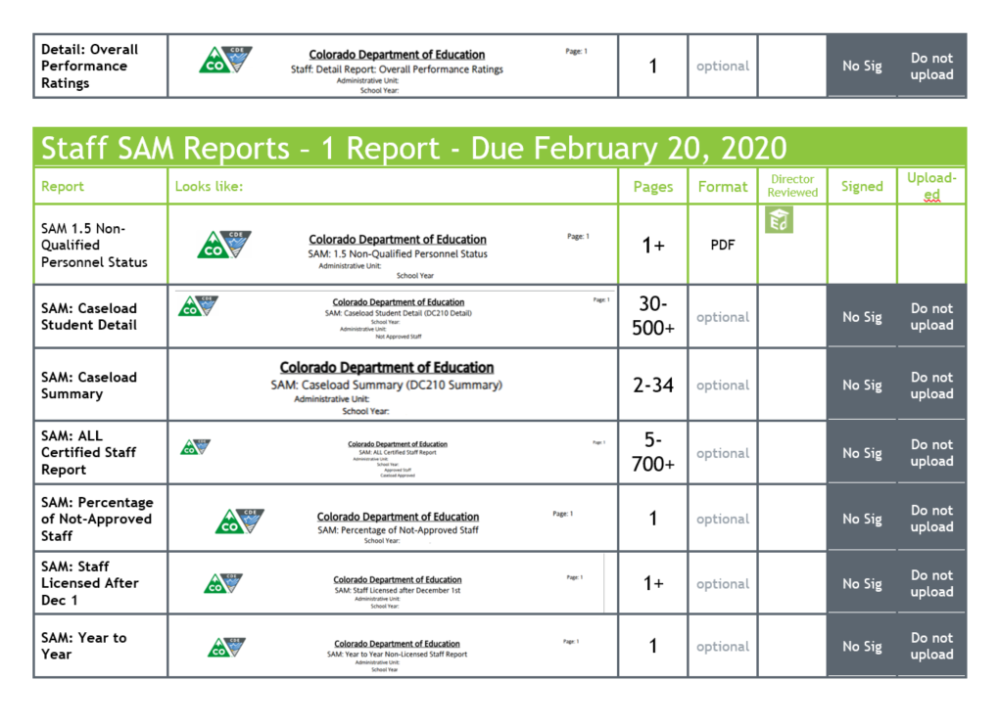 Detail: Overall
Performance
Ratings
CO
CDE
Colorado Department of Education
Staff: Detail Report: Overall Performance Ratings
Administrative Unit:
School Year:
Page: 1
1
optional
No Sig
Do not
upload
Staff SAM Reports – 1 Report - Due February 20, 2020
Report
Looks like:
Pages
Format
Director
Reviewed
Signed
Upload-
ed
SAM 1.5 Non-
Qualified
Personnel Status
CO
CDE
Colorado Department of Education
SAM: 1.5 Non-Qualified Personnel Status
Administrative Unit:
School Year
Page: 1
1+
PDF
Ed
SAM: Caseload
Student Detail
CO
CDE
Colorado Department of Education
SAM: Caseload Student Detail (DC210 Detail)
School Year:
Administrative Unit:
Not Approved Staff
Page: 1
30-
500+
optional
No Sig
Do not
upload
SAM: Caseload
Summary
Colorado Department of Education
SAM: Caseload Summary (DC210 Summary)
Administrative Unit:
School Year:
2-34
optional
No Sig
Do not
upload
SAM: ALL
Certified Staff
Report
CO
CDE
Colorado Department of Education
SAM: ALL Certified Staff Report
Administrative Unit:
School Year:
Approved Staff
Caseload Approved
Page: 1
5-
700+
optional
No Sig
Do not
upload
SAM: Percentage
of Not-Approved
Staff
CO
CDE
Colorado Department of Education
SAM: Percentage of Not-Approved Staff
School Year:
Page: 1
1
optional
No Sig
Do not
upload
SAM: Staff
Licensed After
Dec 1
CO
CDE
Colorado Department of Education
SAM: Staff Licensed after December 1st
Administrative Unit:
School Year:
Page: 1
1+
optional
No Sig
Do not
upload
SAM: Year to
Year
CO
CDE
Colorado Department of Education
SAM: Year to Year Non-Licensed Staff Report
Administrative Unit:
School Year
Page: 1
1
optional
No Sig
Do not
upload